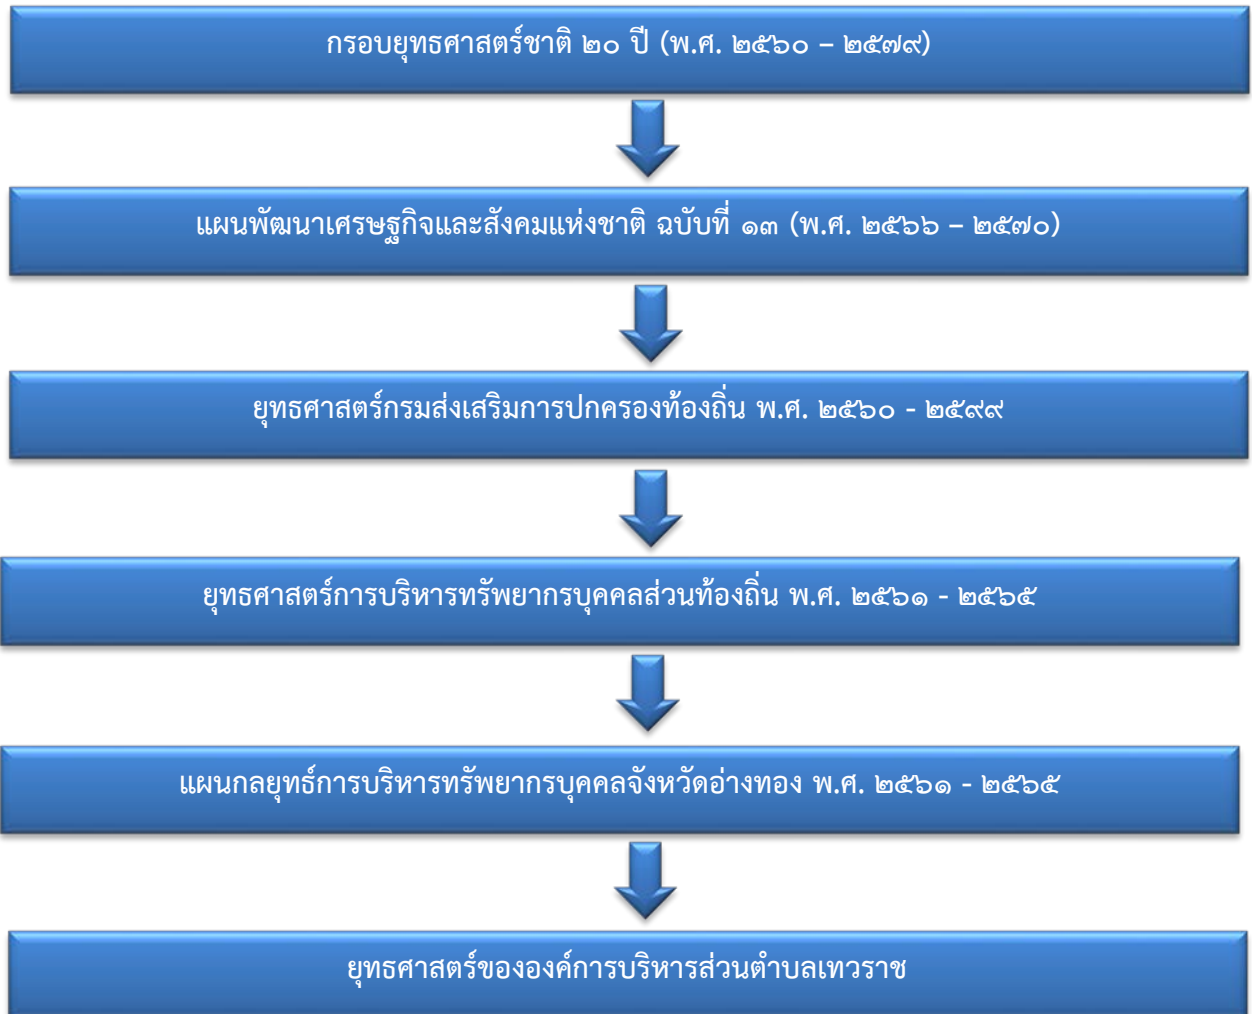 กรอบยุทธศาสตร์ชาติ ๒๐ ปี (พ.ศ. ๒๕๖๐ – ๒๕๗๙)
แผนพัฒนาเศรษฐกิจและสังคมแห่งชาติ ฉบับที่ ๑๓ (พ.ศ. ๒๕๖๖ – ๒๕๗๐)
ยุทธศาสตร์กรมส่งเสริมการปกครองท้องถิ่น พ.ศ. ๒๕๖๐ - ๒๕๙๙
ยุทธศาสตร์การบริหารทรัพยากรบุคคลส่วนท้องถิ่น พ.ศ. ๒๕๖๑ - ๒๕๖๕
แผนกลยุทธ์การบริหารทรัพยากรบุคคลจังหวัดอ่างทอง พ.ศ. ๒๕๖๑ - ๒๕๖๕
ยุทธศาสตร์ขององค์การบริหารส่วนตำบลเทวราช